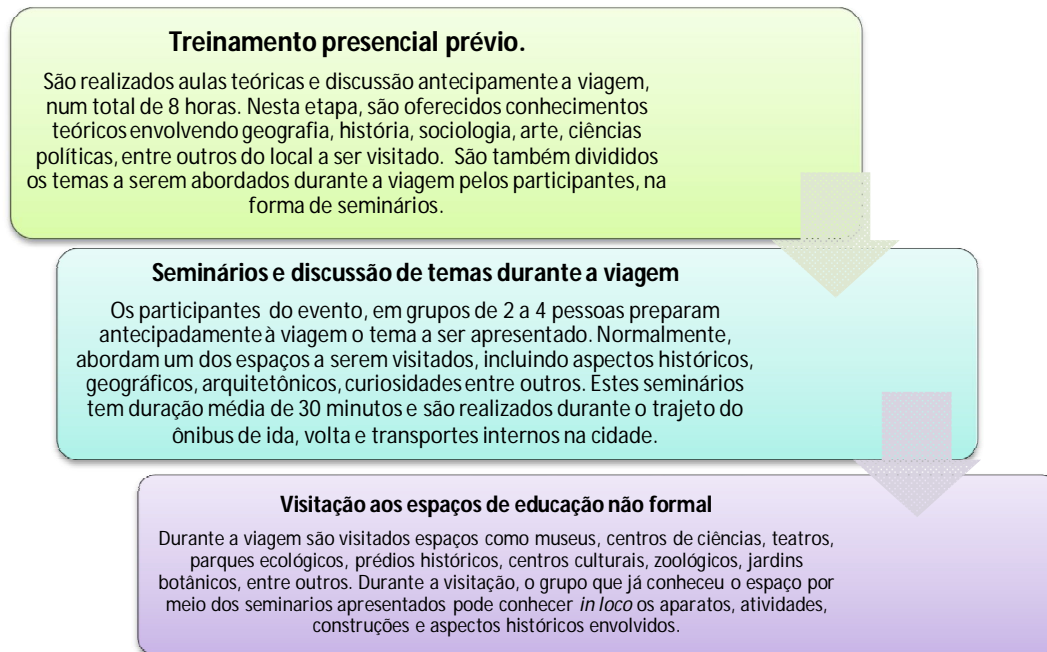 Treinamento presencial prévio.
São realizados aulas teóricas e discussão antecipamente a viagem,
num total de 8 horas. Nesta etapa, são oferecidos conhecimentos
teóricos envolvendo geografia, história, sociologia, arte, ciências
políticas, entre outros do local a ser visitado. São também divididos
os temas a serem abordados durante a viagem pelos participantes, na
forma de seminários.
Seminários e discussão de temas durante a viagem
Os participantes do evento, em grupos de 2 a 4 pessoas preparam
antecipadamente à viagem o tema a ser apresentado. Normalmente,
abordam um dos espaços a serem visitados, incluindo aspectos históricos,
geográficos, arquitetônicos, curiosidades entre outros. Estes seminários
tem duração média de 30 minutos e são realizados durante o trajeto do
ônibus de ida, volta e transportes internos na cidade.
Visitação aos espaços de educação não formal
Durante a viagem são visitados espaços como museus, centros de ciências, teatros,
parques ecológicos, prédios históricos, centros culturais, zoológicos, jardins
botânicos, entre outros. Durante a visitação, o grupo que já conheceu o espaço por
meio dos seminarios apresentados pode conhecer in loco os aparatos, atividades,
construções e aspectos históricos envolvidos.